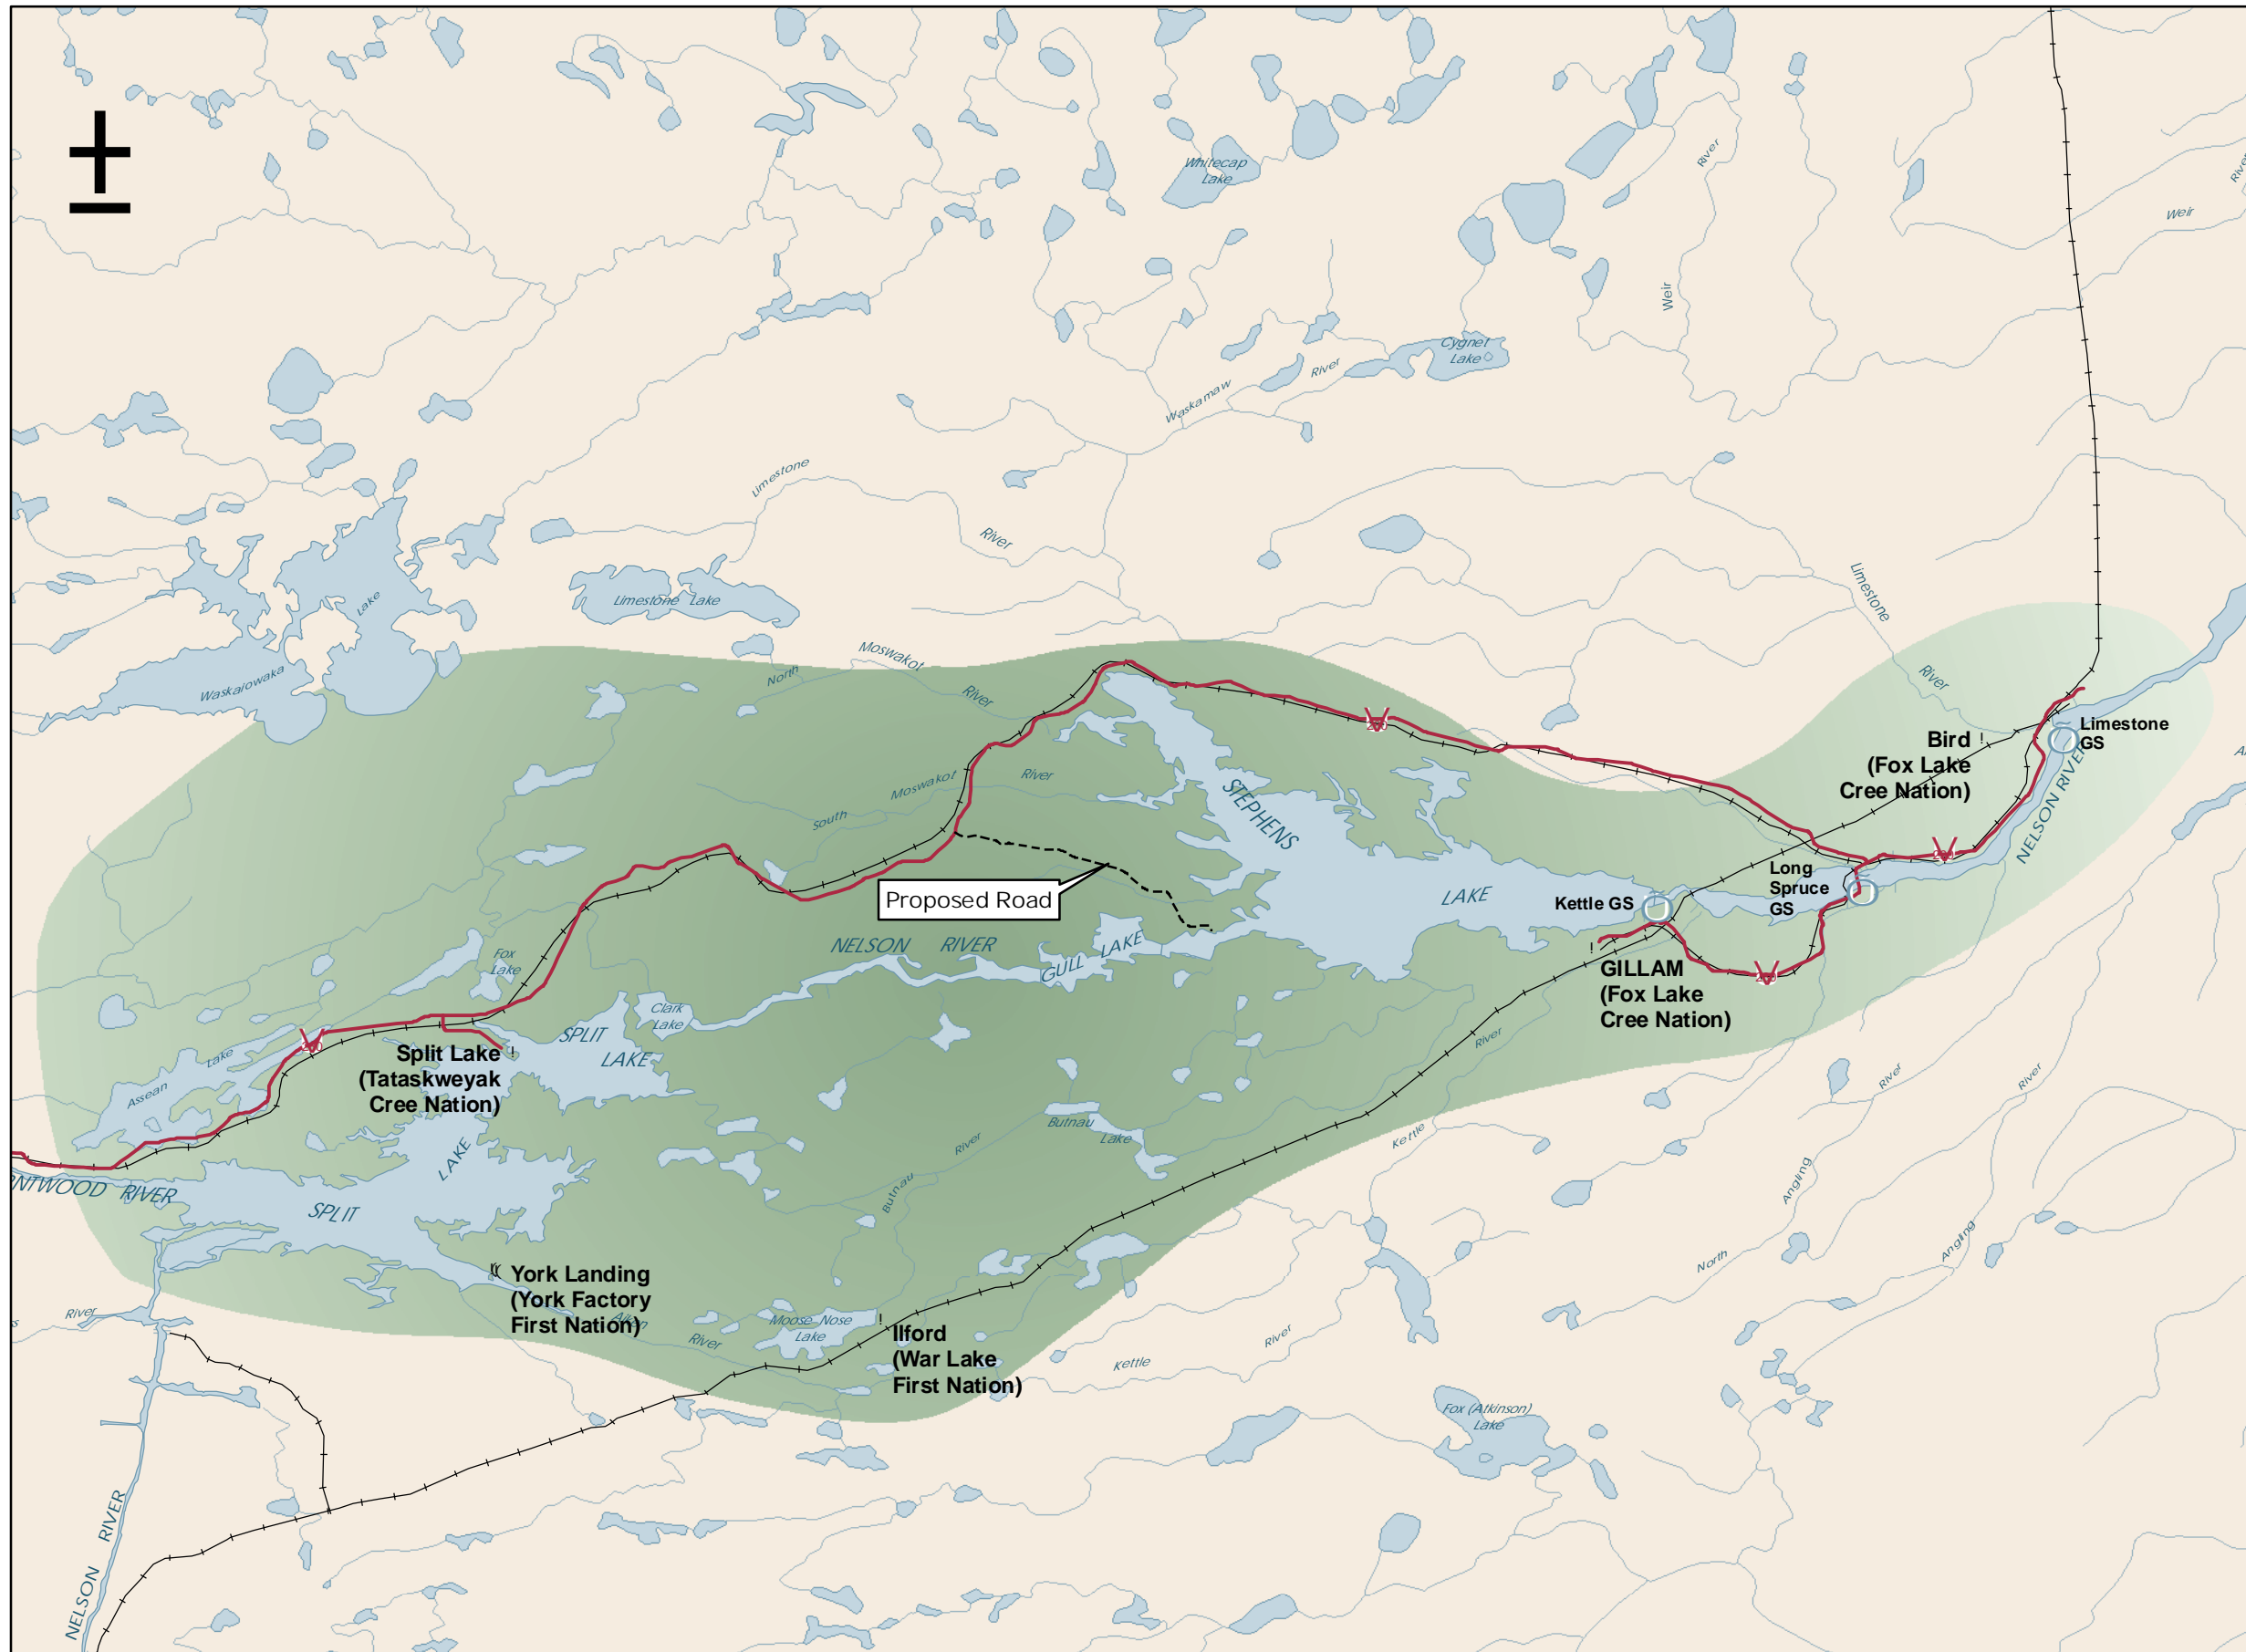 Whitecap
Lake
River
River
Weir
Weir
Cygnet
Lake
River
Waskamaw
Limestone
River
Limestone
River
Lake
Waskaiowaka
Limestone Lake
North
Moswakot
River
South
Moswakot
River
STEPHENS
LAKE
Bird
(Fox Lake
Cree Nation)
Limestone
GS
NELSON RIVER
Long
Spruce
GS
Kettle GS
Proposed Road
GILLAM
(Fox Lake
Cree Nation)
NELSON RIVER
GULL LAKE
Fox
Lake
Clark
Lake
SPLIT
LAKE
Assean
Lake
Split Lake
(Tataskweyak
Cree Nation)
Butnau
Lake
River
Butnau
River
Kettle
River
River
Angling
Angling
North
NTWOOD RIVER
SPLIT
LAKE
York Landing
(York Factory
First Nation)
Aiken
River
River
Moose Nose
Lake
Ilford
(War Lake
First Nation)
Kettle
River
Fox (Atkinson)
Lake
NELSON RIVER